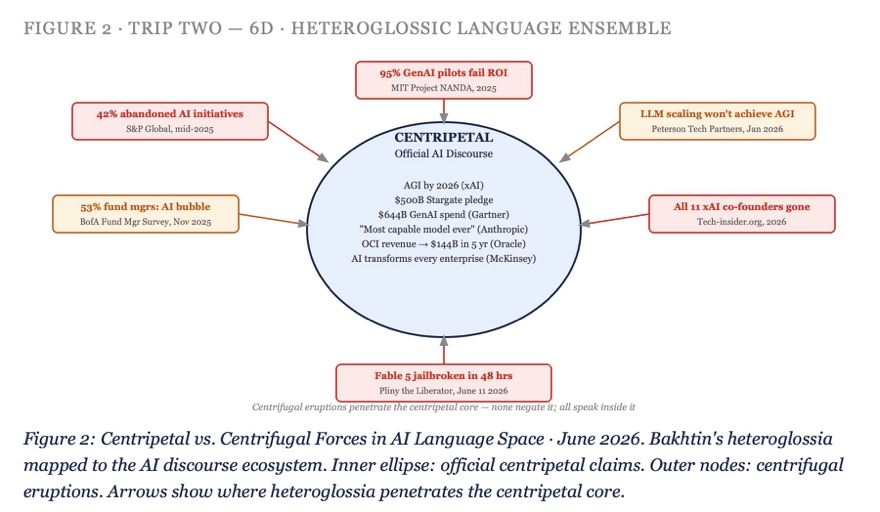 FIGURE 2 · TRIP TWO — 6D · HETEROGLOSSIC LANGUAGE ENSEMBLE
95% GenAI pilots fail ROI
MIT Project NANDA, 2025
42% abandoned AI initiatives
S&P Global, mid-2025
LLM scaling won't achieve AGI
Peterson Tech Partners, Jan 2026
CENTRIPETAL
Official AI Discourse
AGI by 2026 (xAI)
$500B Stargate pledge
$644B GenAI spend (Gartner)
"Most capable model ever" (Anthropic)
OCI revenue → $144B in 5 yr (Oracle)
AI transforms every enterprise (McKinsey)
53% fund mgrs: AI bubble
BofA Fund Mgr Survey, Nov 2025
All 11 xAI co-founders gone
Tech-insider.org, 2026
Fable 5 jailbroken in 48 hrs
Pliny the Liberator, June 11 2026
Centrifugal eruptions penetrate the centripetal core — none negate it; all speak inside it
Figure 2: Centripetal vs. Centrifugal Forces in AI Language Space · June 2026. Bakhtin's heteroglossia
mapped to the AI discourse ecosystem. Inner ellipse: official centripetal claims. Outer nodes: centrifugal
eruptions. Arrows show where heteroglossia penetrates the centripetal core.